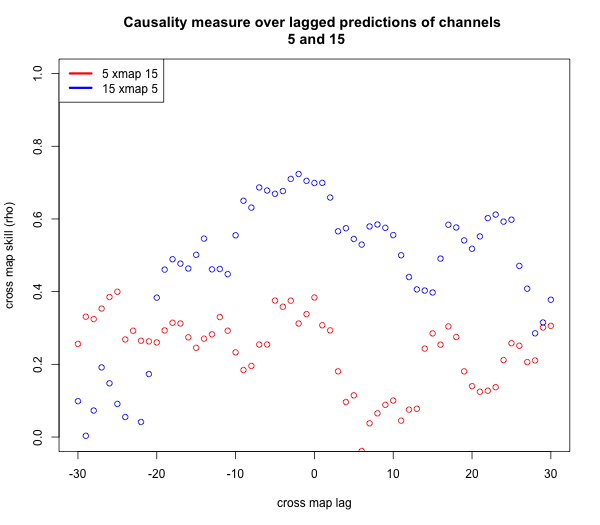 Causality measure over lagged predictions of channels
5 and 15
5 xmap 15
15 xmap 5
cross map skill (rho)
1.0
0.8
0.6
0.4
0.2
0.0
-30
-20
-10
0
10
20
30
cross map lag